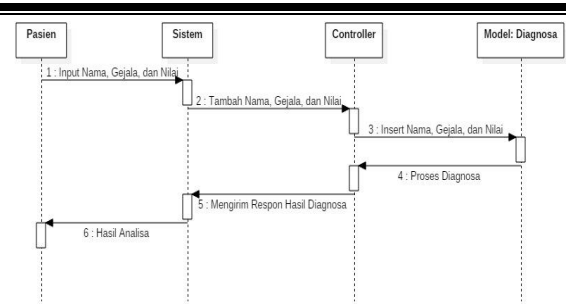 Pasien
Sistem
Controller
Model: Diagnosa
1 : Input Nama, Gejala, dan Nilai
2 : Tambah Nama, Gejala, dan Nilai
3 : Insert Nama, Gejala, dan Nilai
4 : Proses Diagnosa
5 : Mengirim Respon Hasil Diagnosa
6 : Hasil Analisa